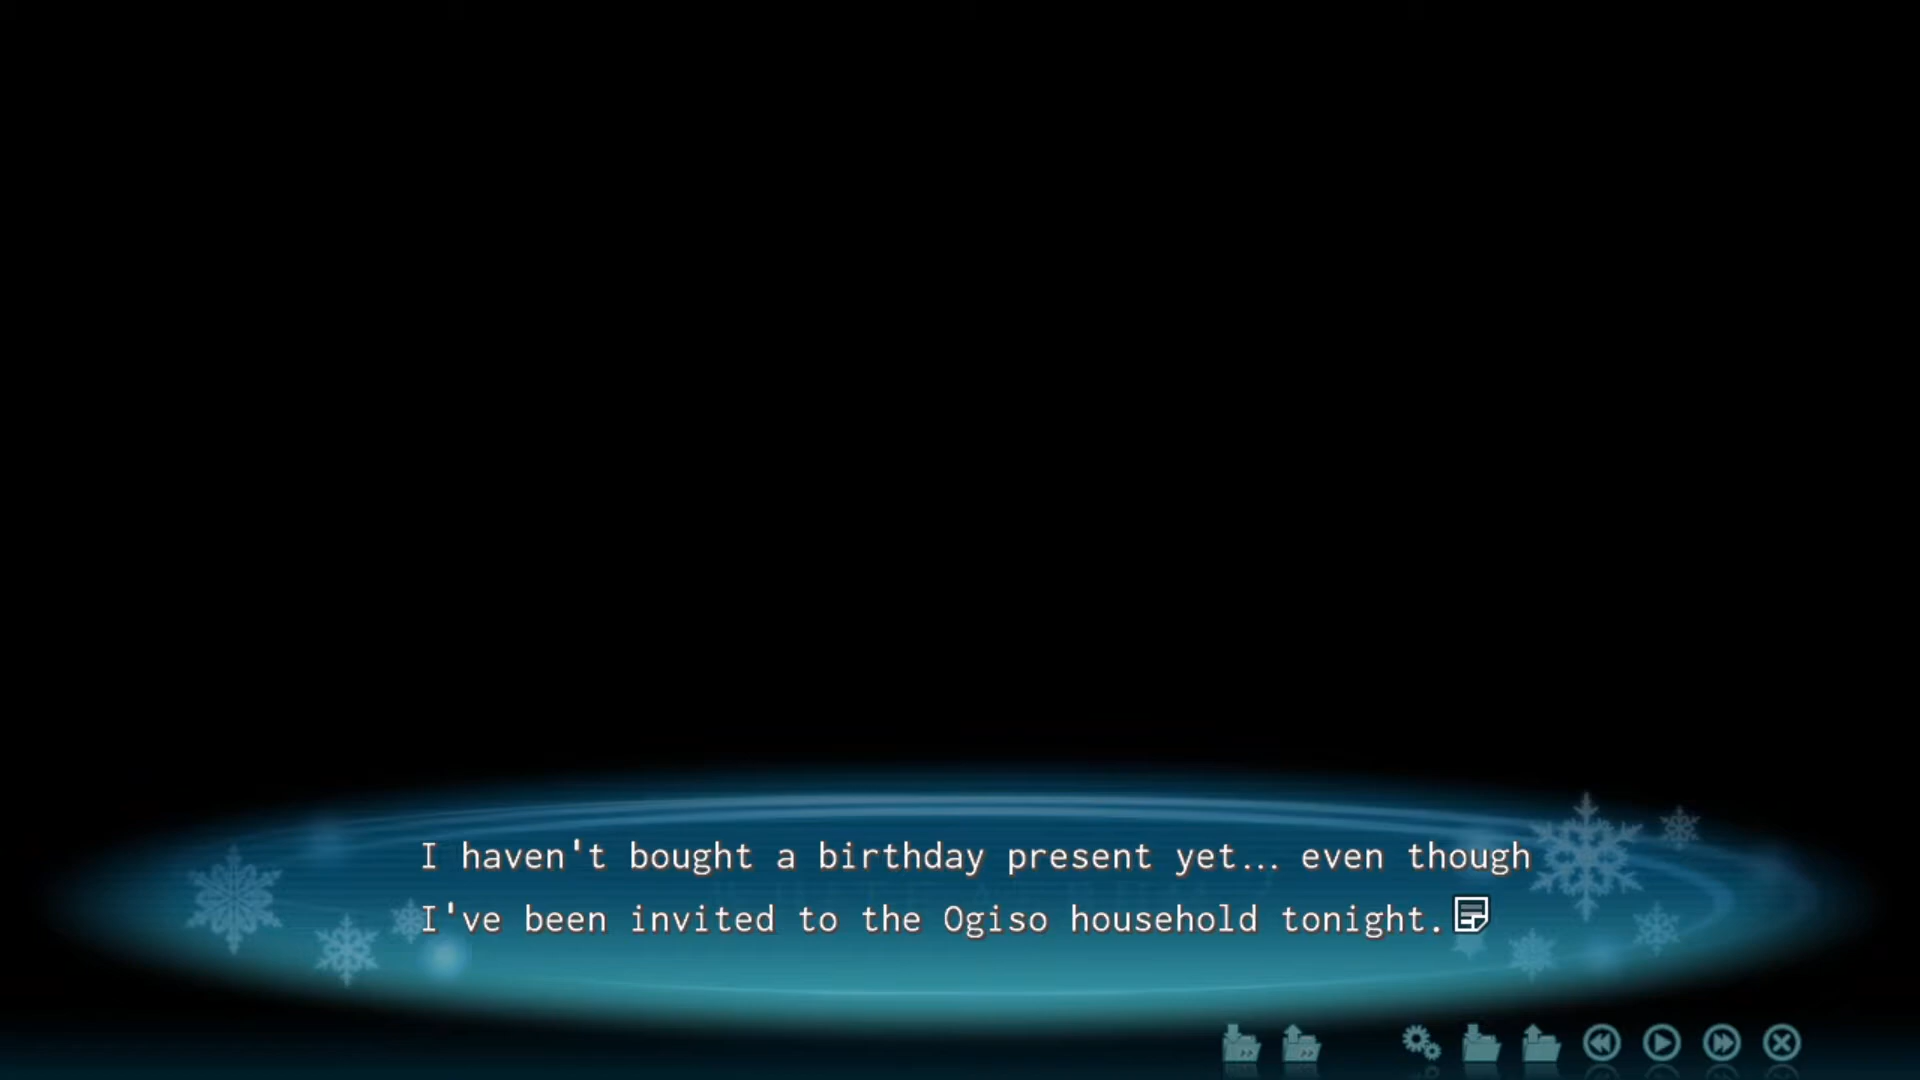 I haven't bought a birthday present yet... even though
I've been invited to the Ogiso household tonight.